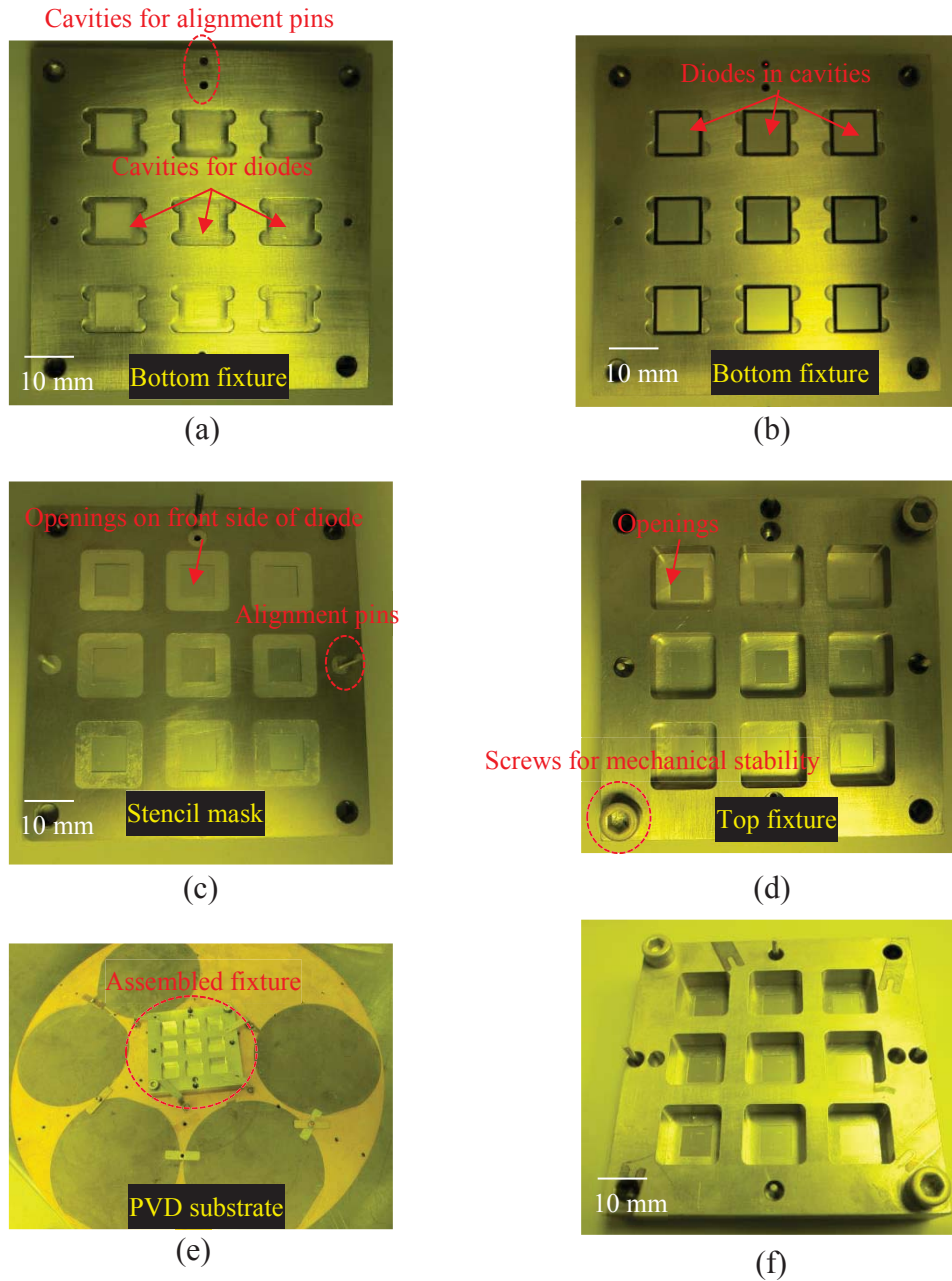 Cavities for alignment pins
Cavities for diodes
10 mm
Bottom fixture
(a)
Diodes in cavities
10 mm
Bottom fixture
(b)
Openings on front side of diode
Alignment pins
10 mm
Stencil mask
(c)
Openings
Screws for mechanical stability
Top fixture
(d)
Assembled fixture
PVD substrate
(e)
10 mm
(f)